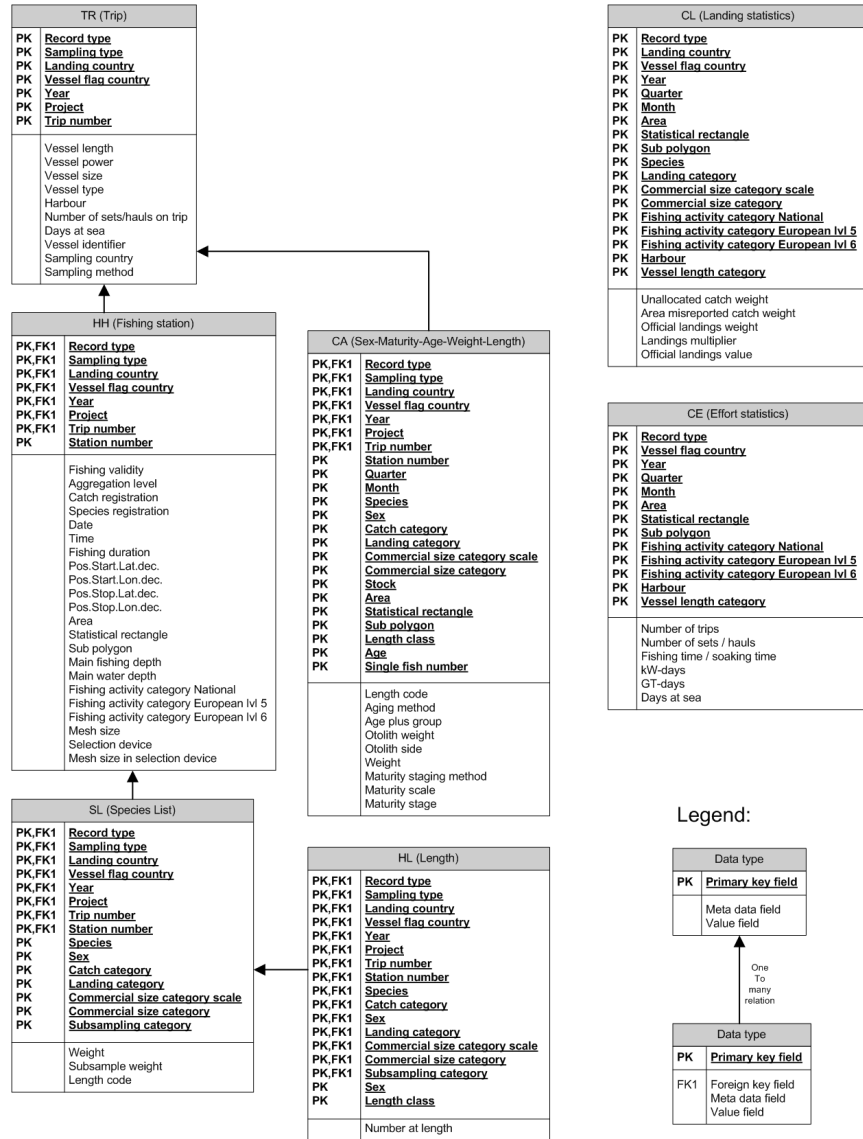 TR (Trip)
PK Record type
PK Sampling type
PK Landing country
PK Vessel flag country
PK Year
PK Project
PK Trip number
Vessel length
Vessel power
Vessel size
Vessel type
Harbour
Number of sets/hauls on trip
Days at sea
Vessel identifier
Sampling country
Sampling method
HH (Fishing station)
PK,FK1 Record type
PK,FK1 Sampling type
PK,FK1 Landing country
PK,FK1 Vessel flag country
PK,FK1 Year
PK,FK1 Project
PK,FK1 Trip number
PK Station number
Fishing validity
Aggregation level
Catch registration
Species registration
Date
Time
Fishing duration
Pos.Start.Lat.dec.
Pos.Start.Lon.dec.
Pos.Stop.Lat.dec.
Pos.Stop.Lon.dec.
Area
Statistical rectangle
Sub polygon
Main fishing depth
Main water depth
Fishing activity category National
Fishing activity category European lvl 5
Fishing activity category European lvl 6
Mesh size
Selection device
Mesh size in selection device
SL (Species List)
PK,FK1 Record type
PK,FK1 Sampling type
PK,FK1 Landing country
PK,FK1 Vessel flag country
PK,FK1 Year
PK,FK1 Project
PK,FK1 Trip number
PK,FK1 Station number
PK Species
PK Sex
PK Catch category
PK Landing category
PK Commercial size category scale
PK Commercial size category
PK Subsampling category
Weight
Subsample weight
Length code
CA (Sex-Maturity-Age-Weight-Length)
PK,FK1 Record type
PK,FK1 Sampling type
PK,FK1 Landing country
PK,FK1 Vessel flag country
PK,FK1 Year
PK,FK1 Project
PK,FK1 Trip number
PK Station number
PK Quarter
PK Month
PK Species
PK Sex
PK Catch category
PK Landing category
PK Commercial size category scale
PK Commercial size category
PK Stock
PK Area
PK Statistical rectangle
PK Sub polygon
PK Length class
PK Age
PK Single fish number
Length code
Aging method
Age plus group
Otolith weight
Otolith side
Weight
Maturity staging method
Maturity scale
Maturity stage
HL (Length)
PK,FK1 Record type
PK,FK1 Sampling type
PK,FK1 Landing country
PK,FK1 Vessel flag country
PK,FK1 Year
PK,FK1 Project
PK,FK1 Trip number
PK,FK1 Station number
PK,FK1 Species
PK,FK1 Catch category
PK,FK1 Sex
PK,FK1 Landing category
PK,FK1 Commercial size category scale
PK,FK1 Commercial size category
PK,FK1 Subsampling category
PK Sex
PK Length class
Number at length
CL (Landing statistics)
PK Record type
PK Landing country
PK Vessel flag country
PK Year
PK Quarter
PK Month
PK Area
PK Statistical rectangle
PK Sub polygon
PK Species
PK Landing category
PK Commercial size category scale
PK Commercial size category
PK Fishing activity category National
PK Fishing activity category European lvl 5
PK Fishing activity category European lvl 6
PK Harbour
PK Vessel length category
Unallocated catch weight
Area misreported catch weight
Official landings weight
Landings multiplier
Official landings value
CE (Effort statistics)
PK Record type
PK Vessel flag country
PK Year
PK Quarter
PK Month
PK Area
PK Statistical rectangle
PK Sub polygon
PK Fishing activity category National
PK Fishing activity category European lvl 5
PK Fishing activity category European lvl 6
PK Harbour
PK Vessel length category
Number of trips
Number of sets / hauls
Fishing time / soaking time
kW-days
GT-days
Days at sea
Legend:
Data type
PK Primary key field
Meta data field
Value field
One
To
many
relation
Data type
PK Primary key field
FK1 Foreign key field
Meta data field
Value field